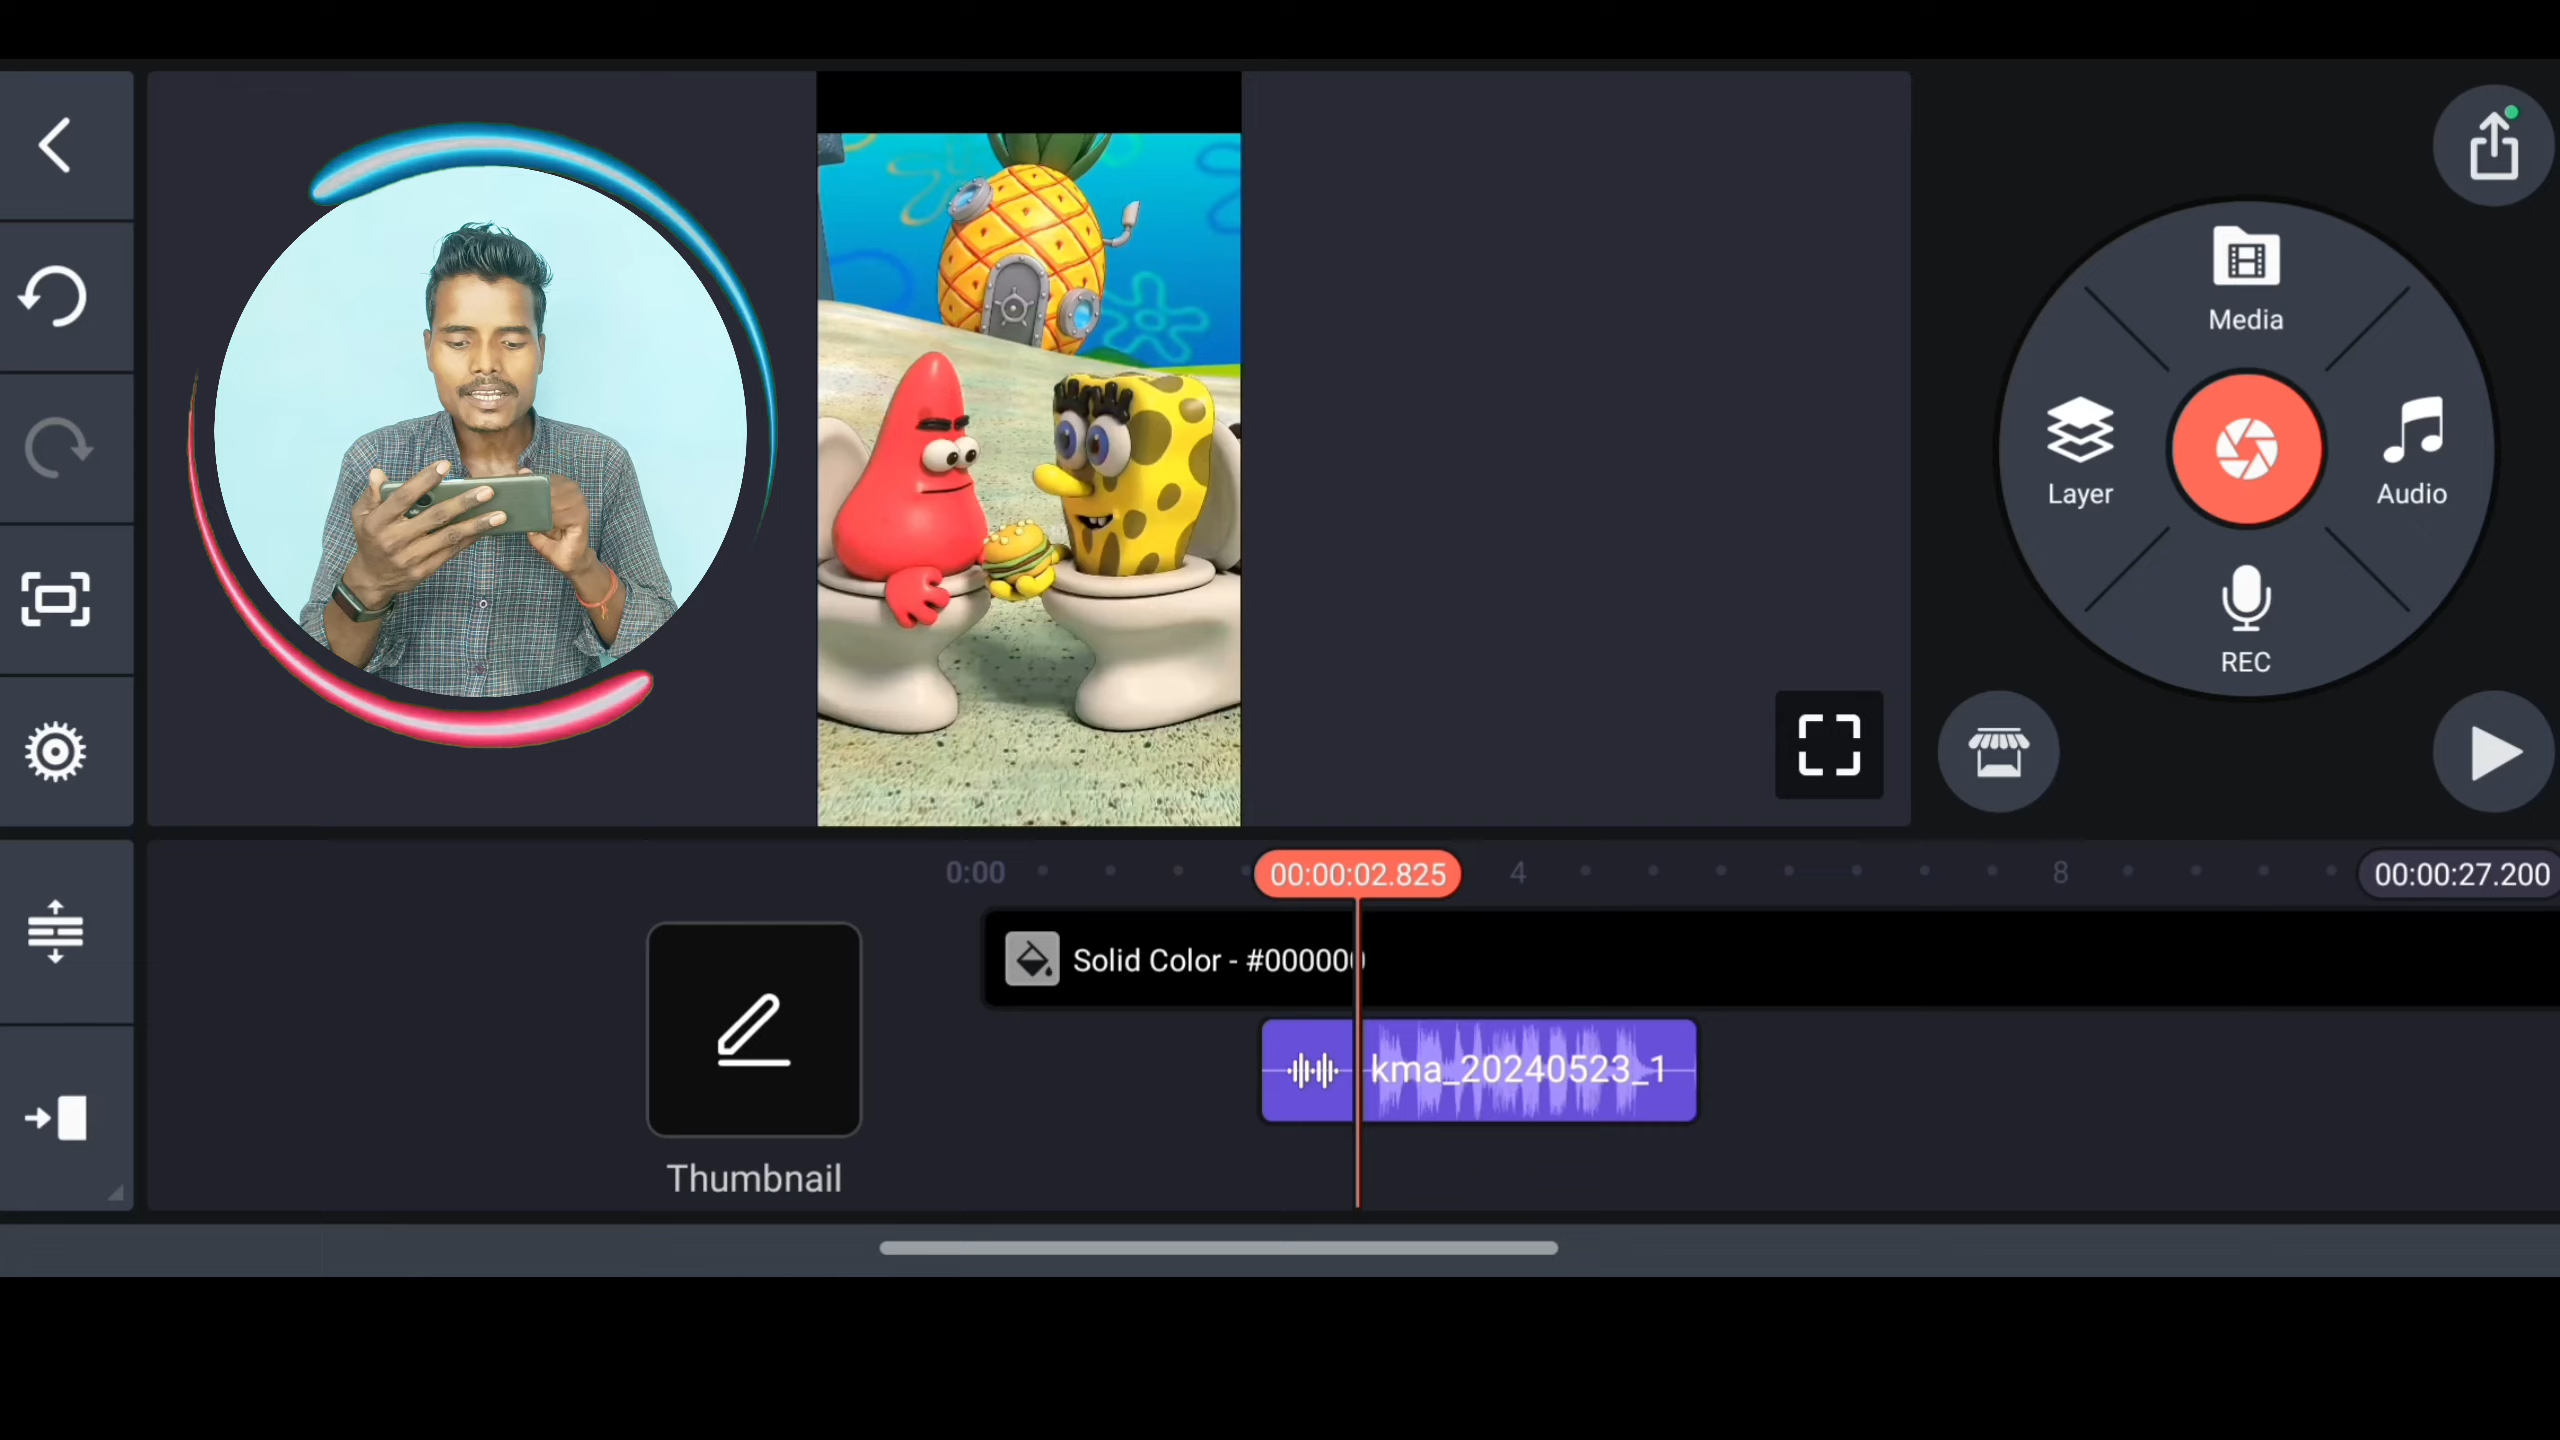 Media
Layer
Audio
REC
0:00
00:00:02.825
4
8
00:00:27.200
Solid Color - #000000
kma_20240523_1
Thumbnail